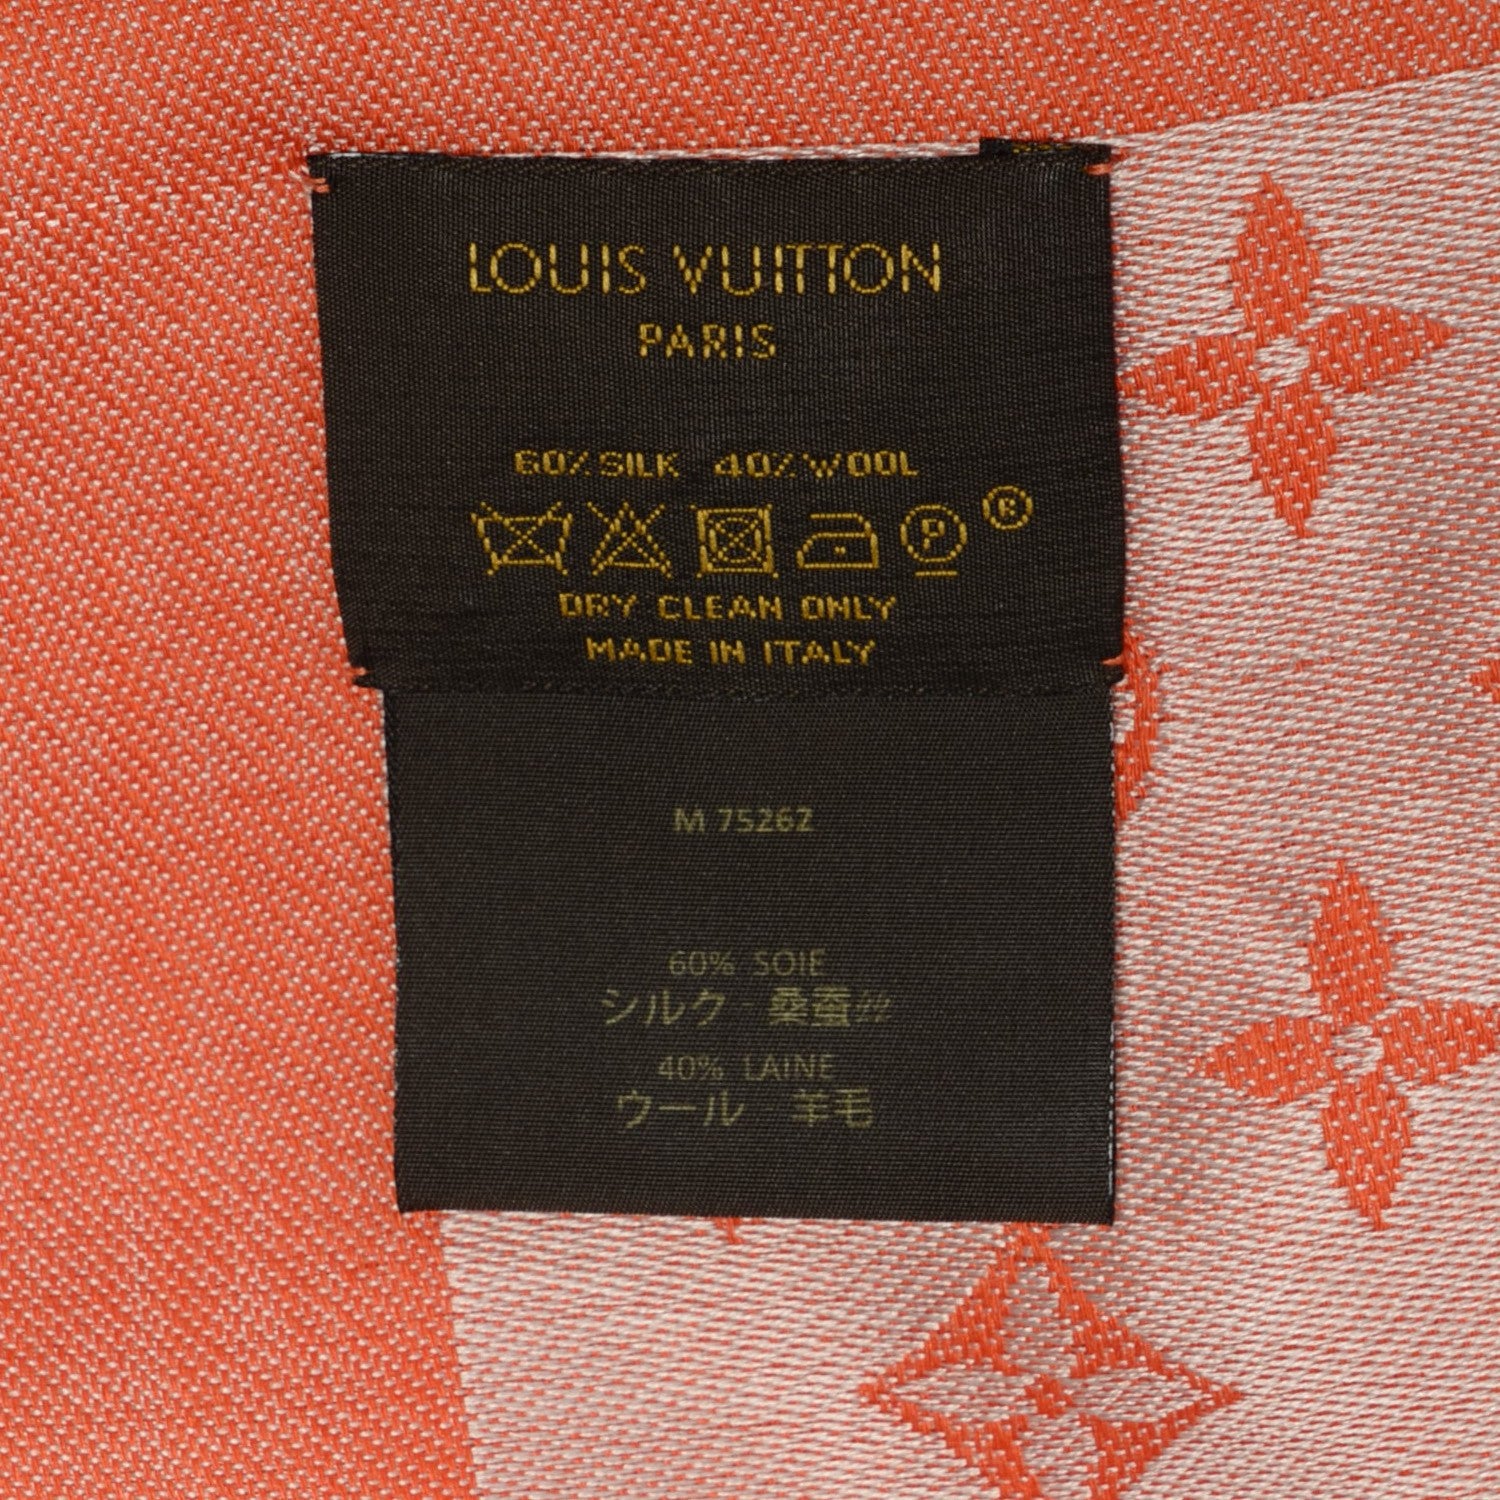 LOUIS VUITTON
PARIS
60% SILK 40% WOOL
P ®
DRY CLEAN ONLY
MADE IN ITALY
M 75262
60% SOIE
シルク - 桑蚕丝
40% LAINE
ウール - 羊毛